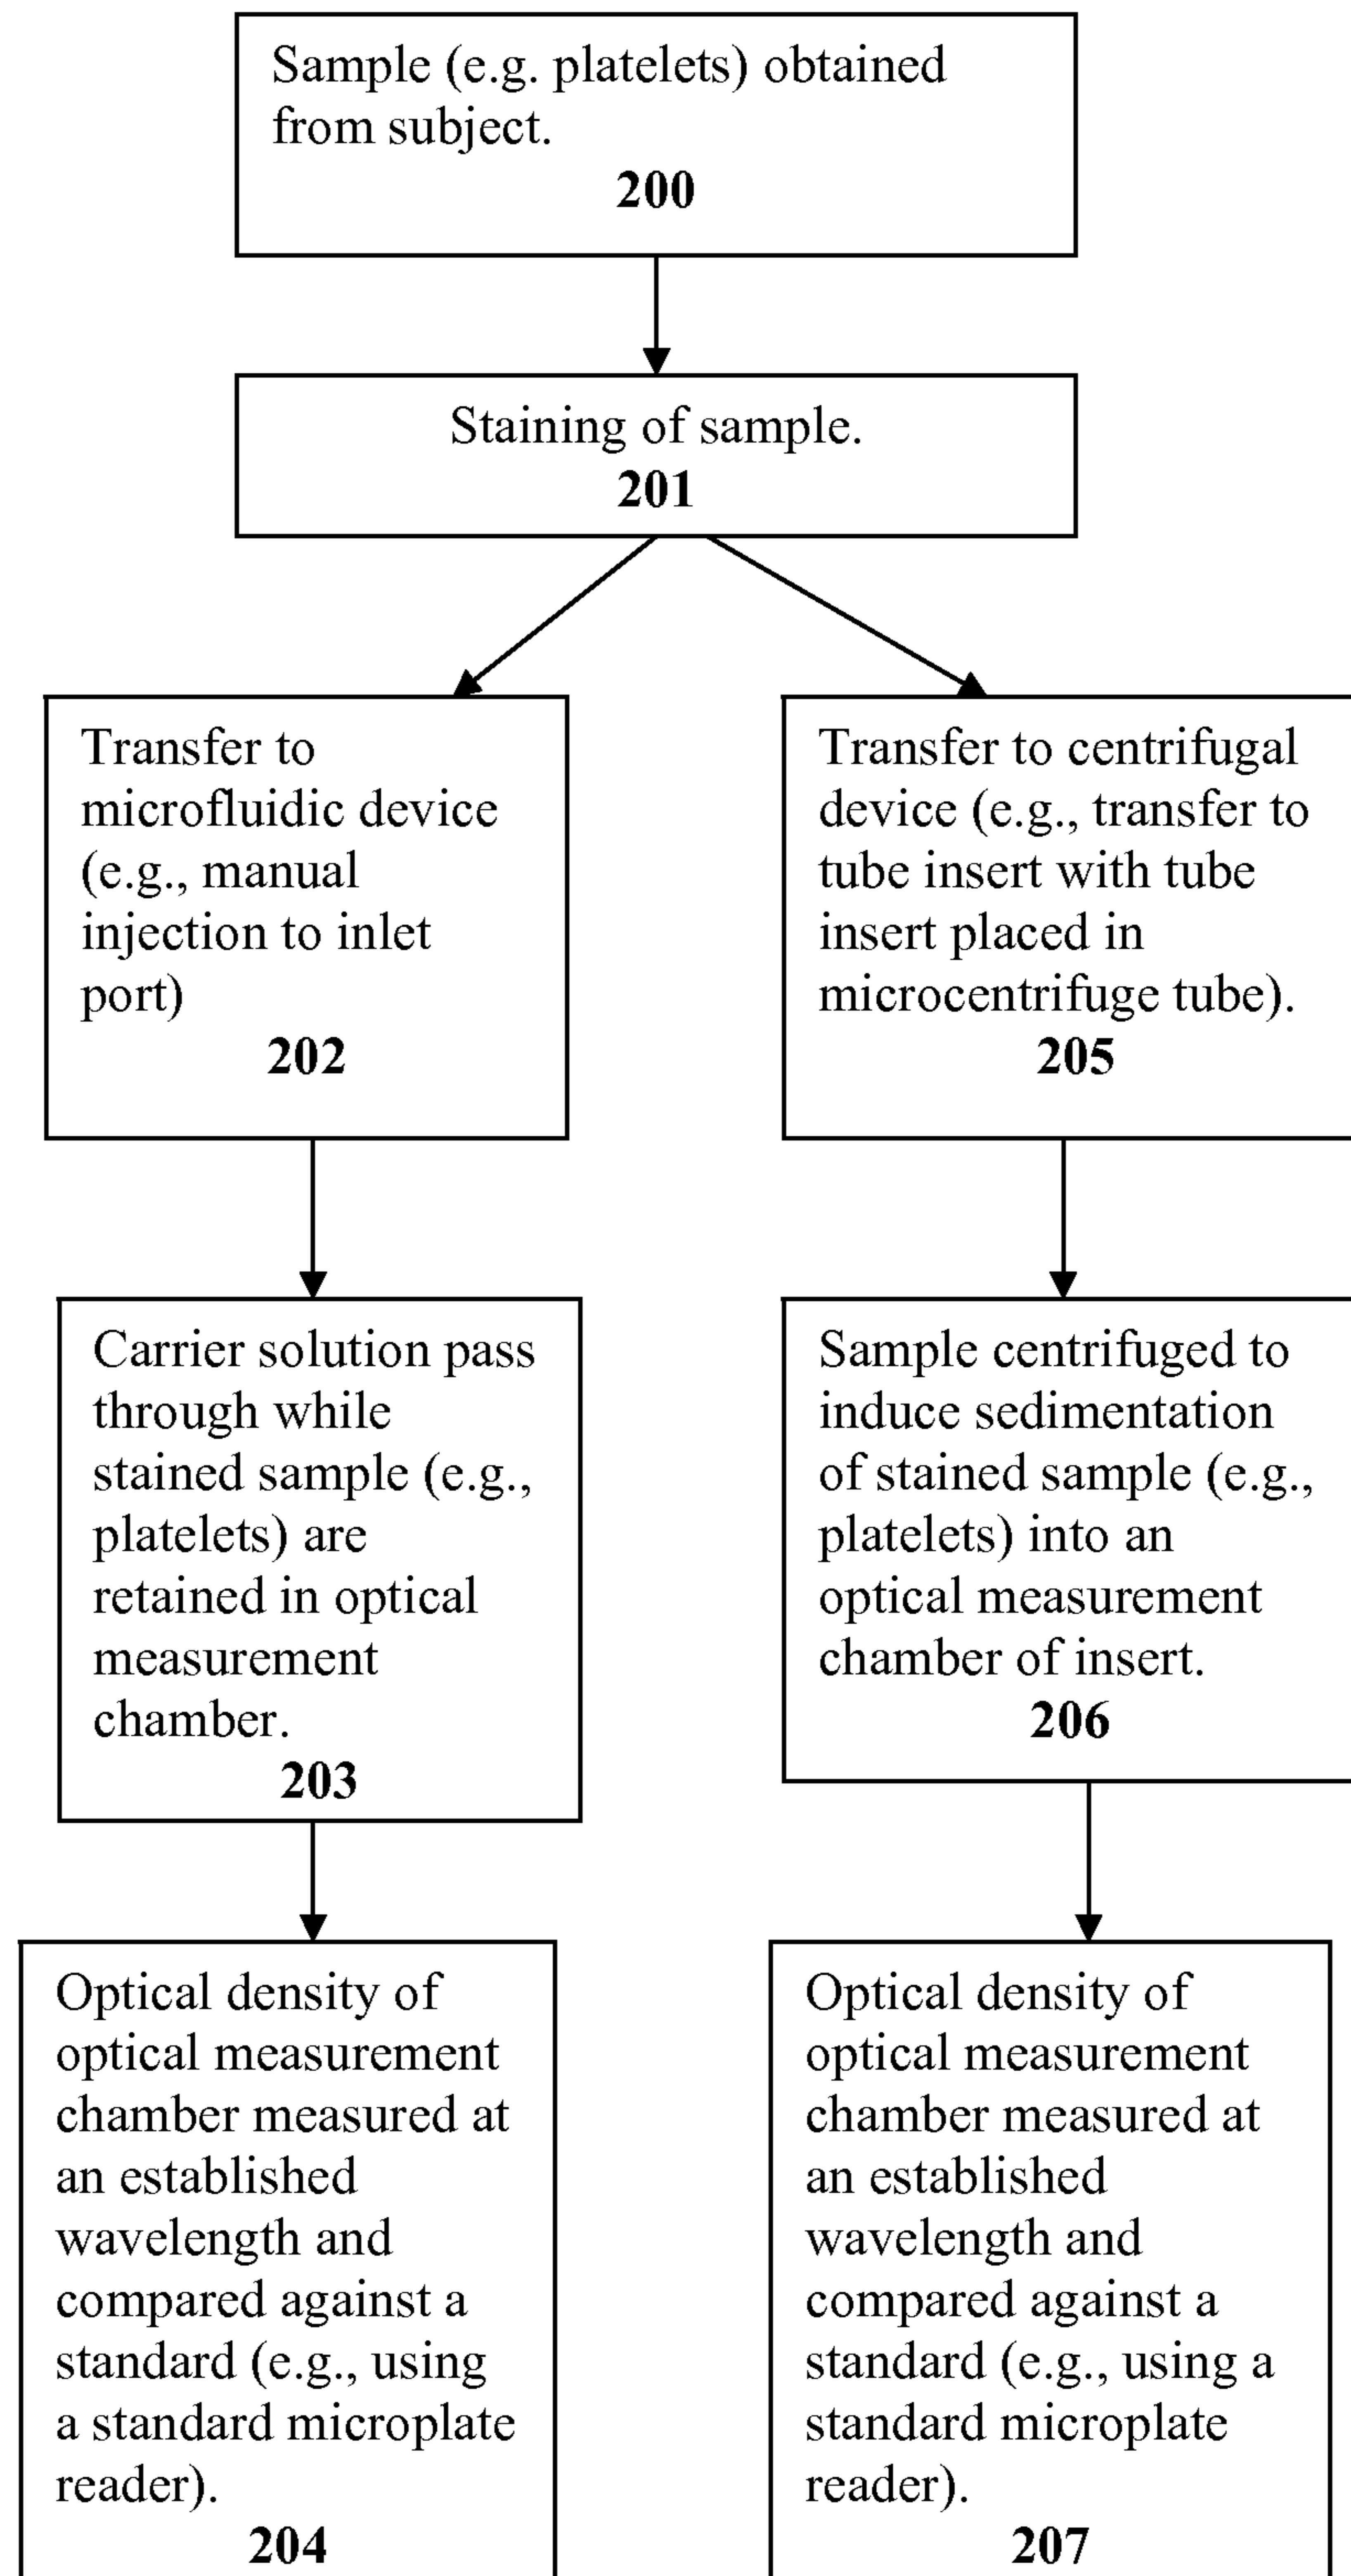 Sample (e.g. platelets) obtained
from subject.
200
Staining of sample.
201
Transfer to
microfluidic device
(e.g., manual
injection to inlet
port)
202
Transfer to centrifugal
device (e.g., transfer to
tube insert with tube
insert placed in
microcentrifuge tube).
205
Carrier solution pass
through while
stained sample (e.g.,
platelets) are
retained in optical
measurement
chamber.
203
Sample centrifuged to
induce sedimentation
of stained sample (e.g.,
platelets) into an
optical measurement
chamber of insert.
206
Optical density of
optical measurement
chamber measured at
an established
wavelength and
compared against a
standard (e.g., using
a standard microplate
reader).
204
Optical density of
optical measurement
chamber measured at
an established
wavelength and
compared against a
standard (e.g., using a
standard microplate
reader).
207